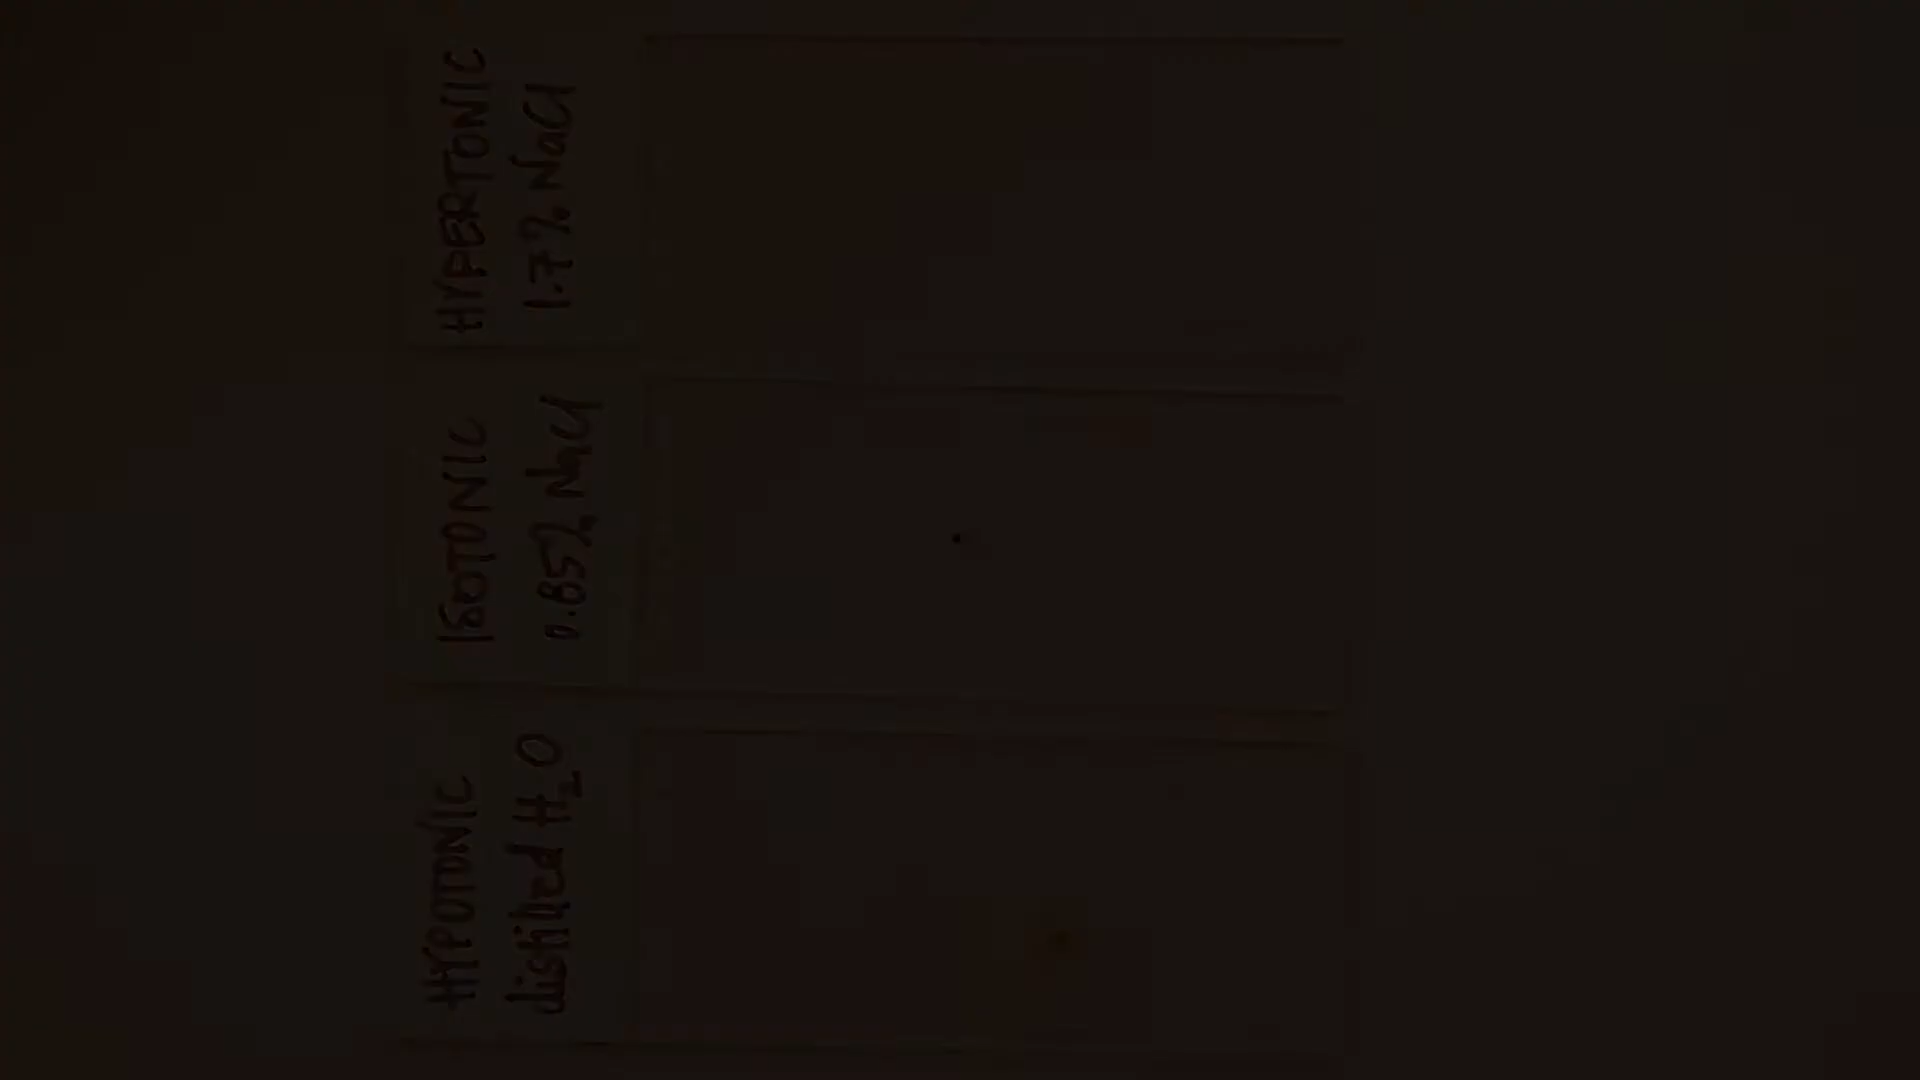 HYPERTONIC
1.7% NaCl
ISOTONIC
0.85% NaCl
HYPOTONIC
distilled H₂O